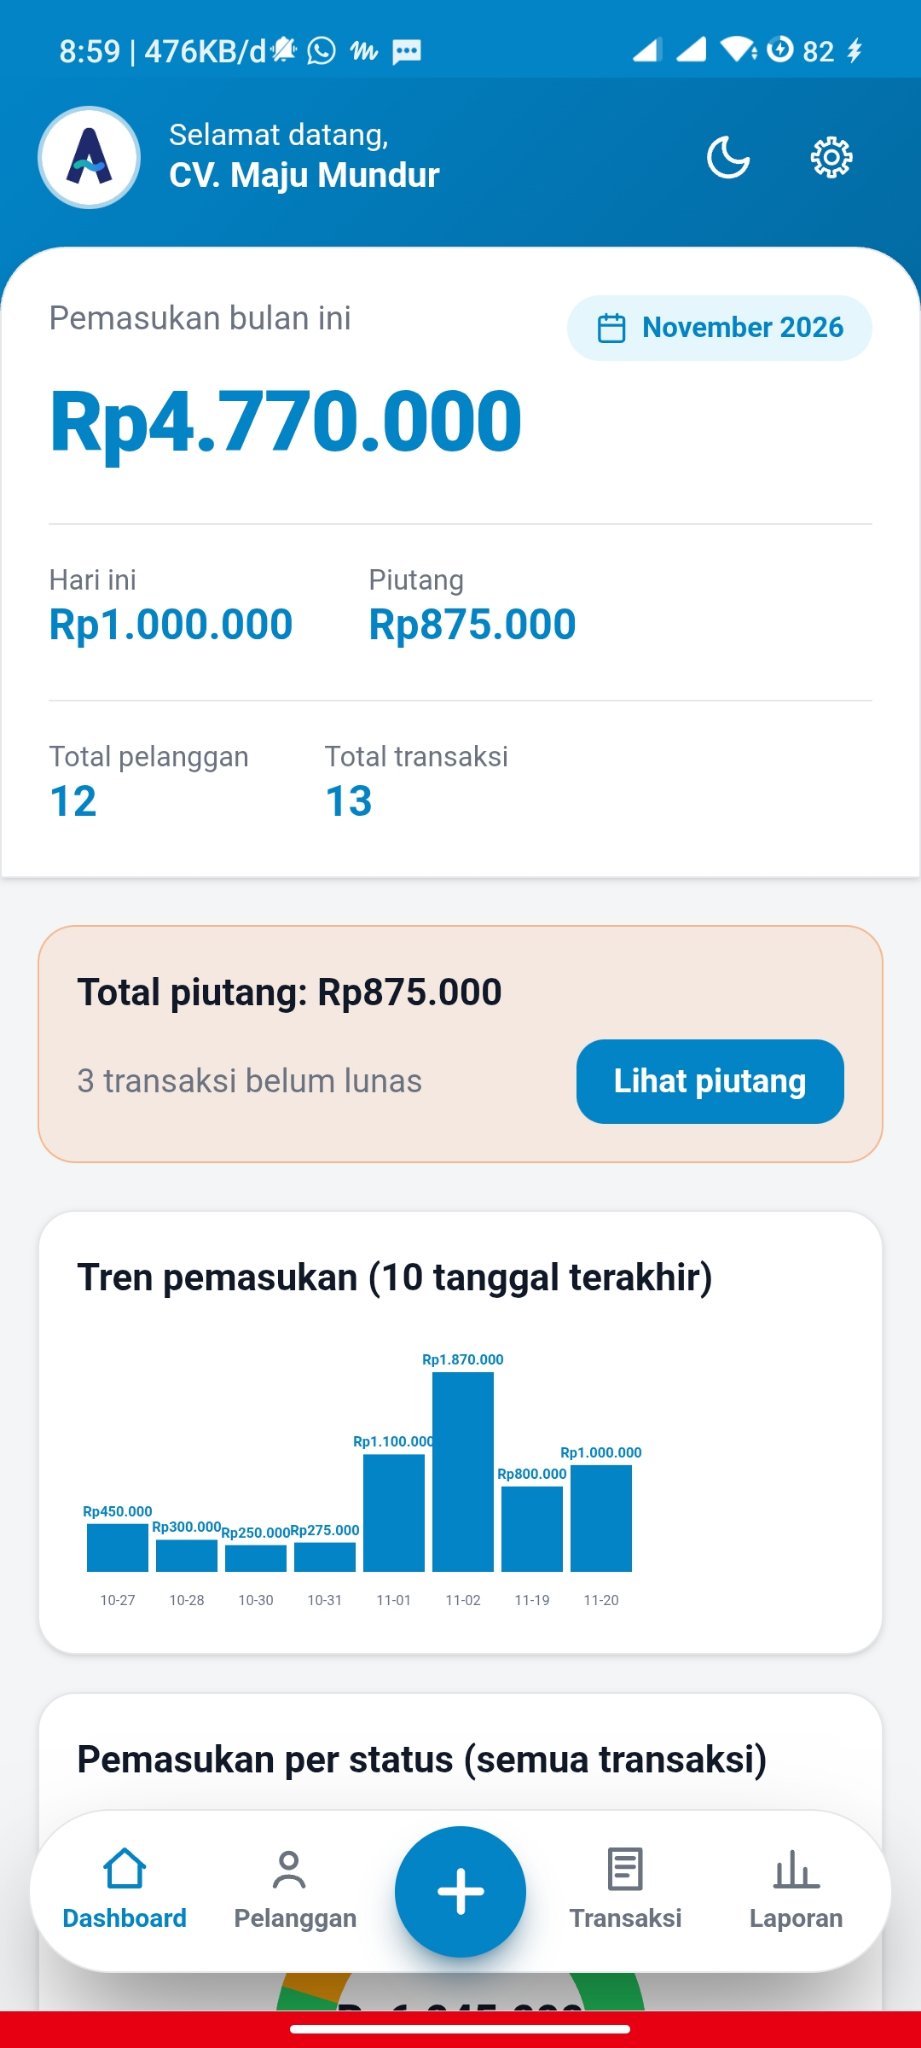 8:59 | 476KB/d
82
Selamat datang,
CV. Maju Mundur
Pemasukan bulan ini
November 2026
Rp4.770.000
Hari ini
Piutang
Rp1.000.000
Rp875.000
Total pelanggan
Total transaksi
12
13
Total piutang: Rp875.000
3 transaksi belum lunas
Lihat piutang
Tren pemasukan (10 tanggal terakhir)
Rp1.870.000
Rp1.100.000
Rp1.000.000
Rp800.000
Rp450.000
Rp300.000
Rp250.000
Rp275.000
10-27
10-28
10-30
10-31
11-01
11-02
11-19
11-20
Pemasukan per status (semua transaksi)
Dashboard
Pelanggan
Transaksi
Laporan